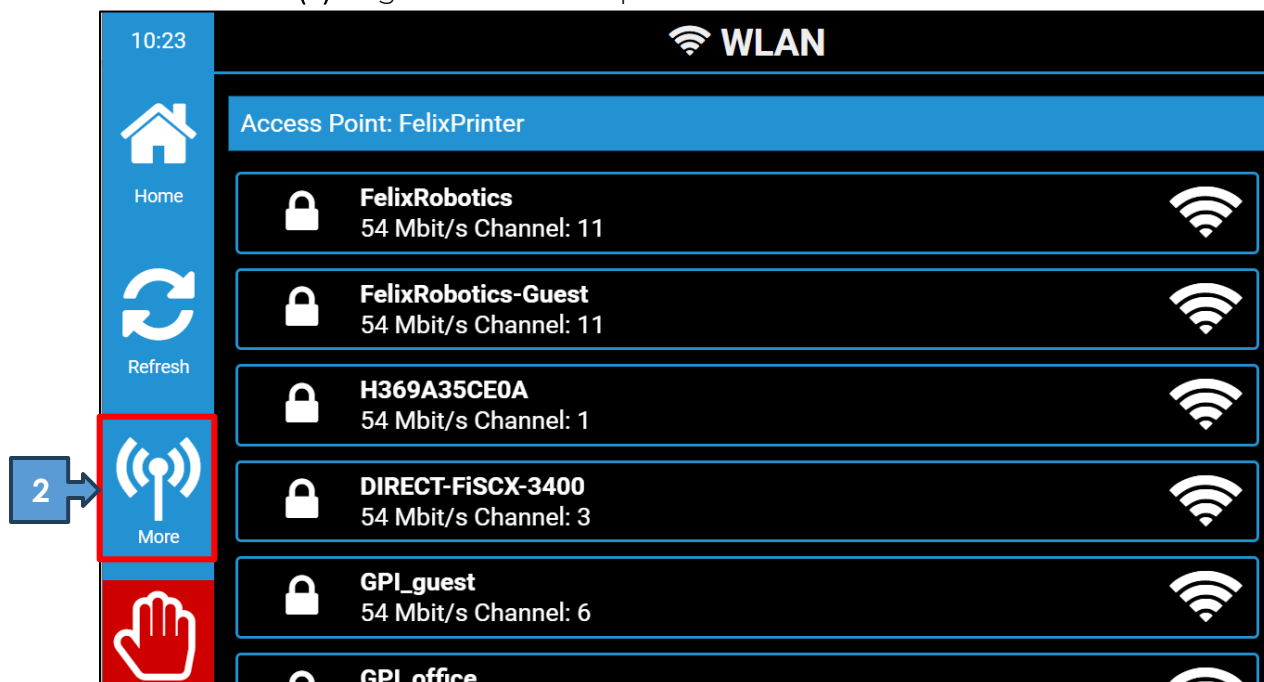 10:23
WLAN
Access Point: FelixPrinter
Home
FelixRobotics
54 Mbit/s Channel: 11
FelixRobotics-Guest
54 Mbit/s Channel: 11
Refresh
H369A35CE0A
54 Mbit/s Channel: 1
2
More
DIRECT-FiSCX-3400
54 Mbit/s Channel: 3
GPI_guest
54 Mbit/s Channel: 6
GPI_office